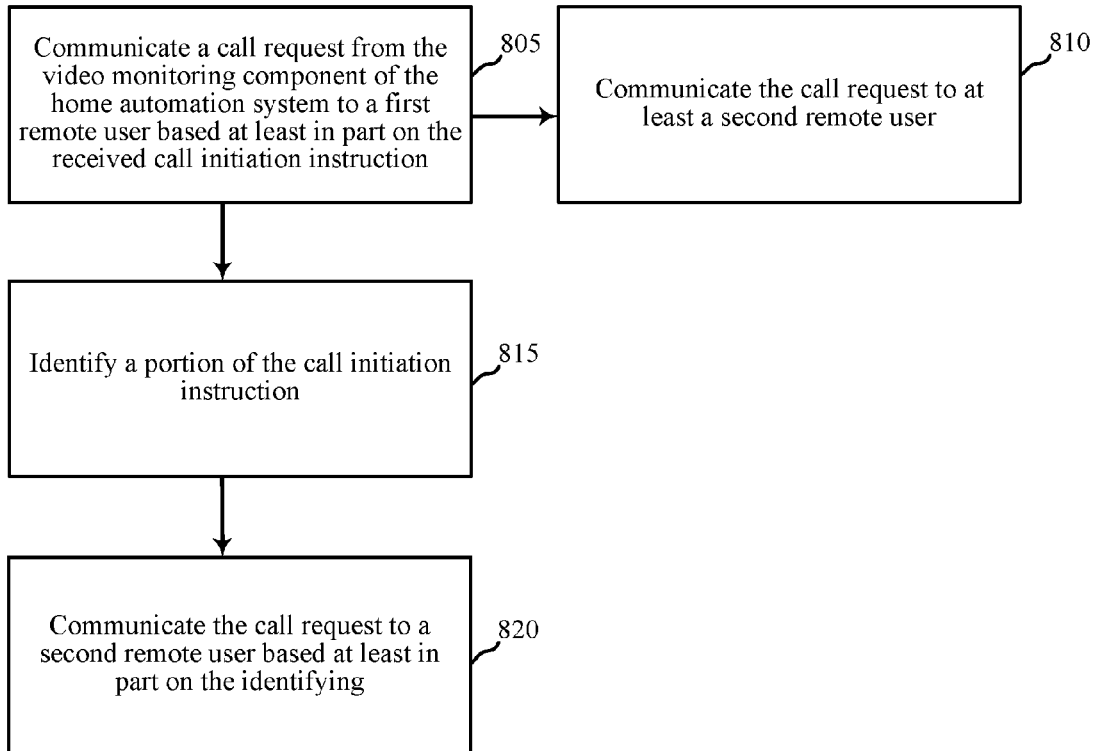 Communicate a call request from the
video monitoring component of the
home automation system to a first
remote user based at least in part on the
received call initiation instruction
805
Communicate the call request to at
least a second remote user
810
Identify a portion of the call initiation
instruction
815
Communicate the call request to a
second remote user based at least in
part on the identifying
820